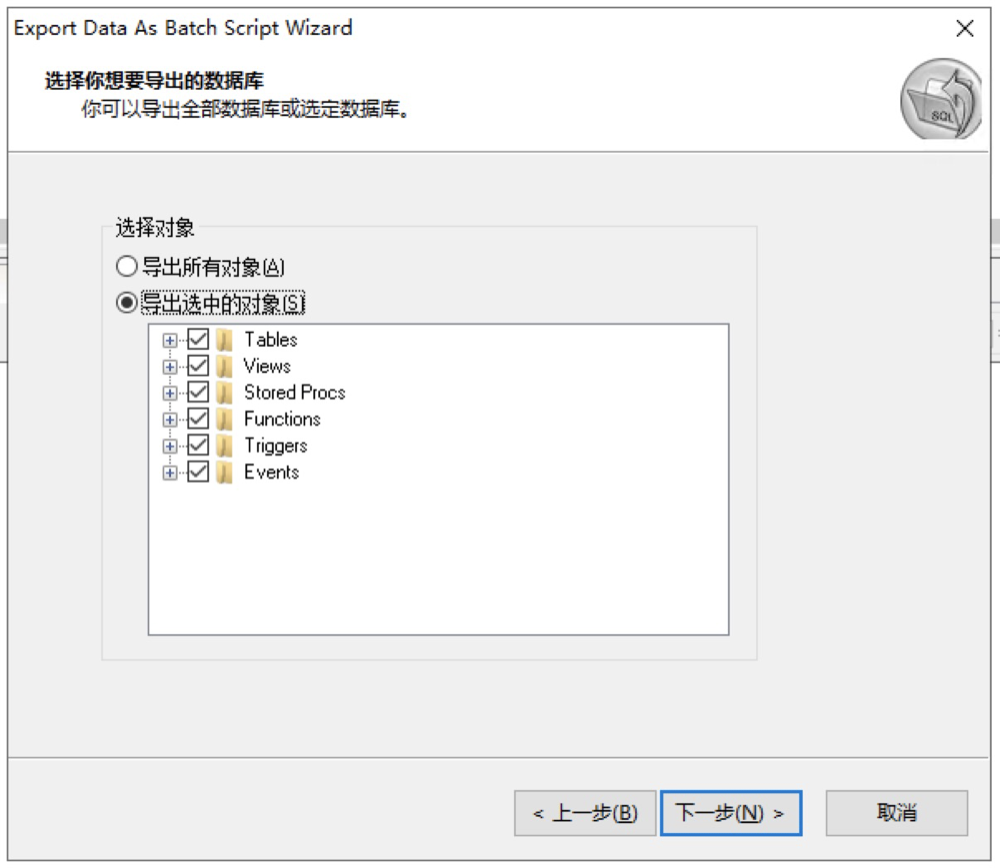 Export Data As Batch Script Wizard
选择你想要导出的数据库
你可以导出全部数据库或选定数据库。
SQL
选择对象
导出所有对象(A)
导出选中的对象(S)
Tables
Views
Stored Procs
Functions
Triggers
Events
< 上一步(B)
下一步(N) >
取消